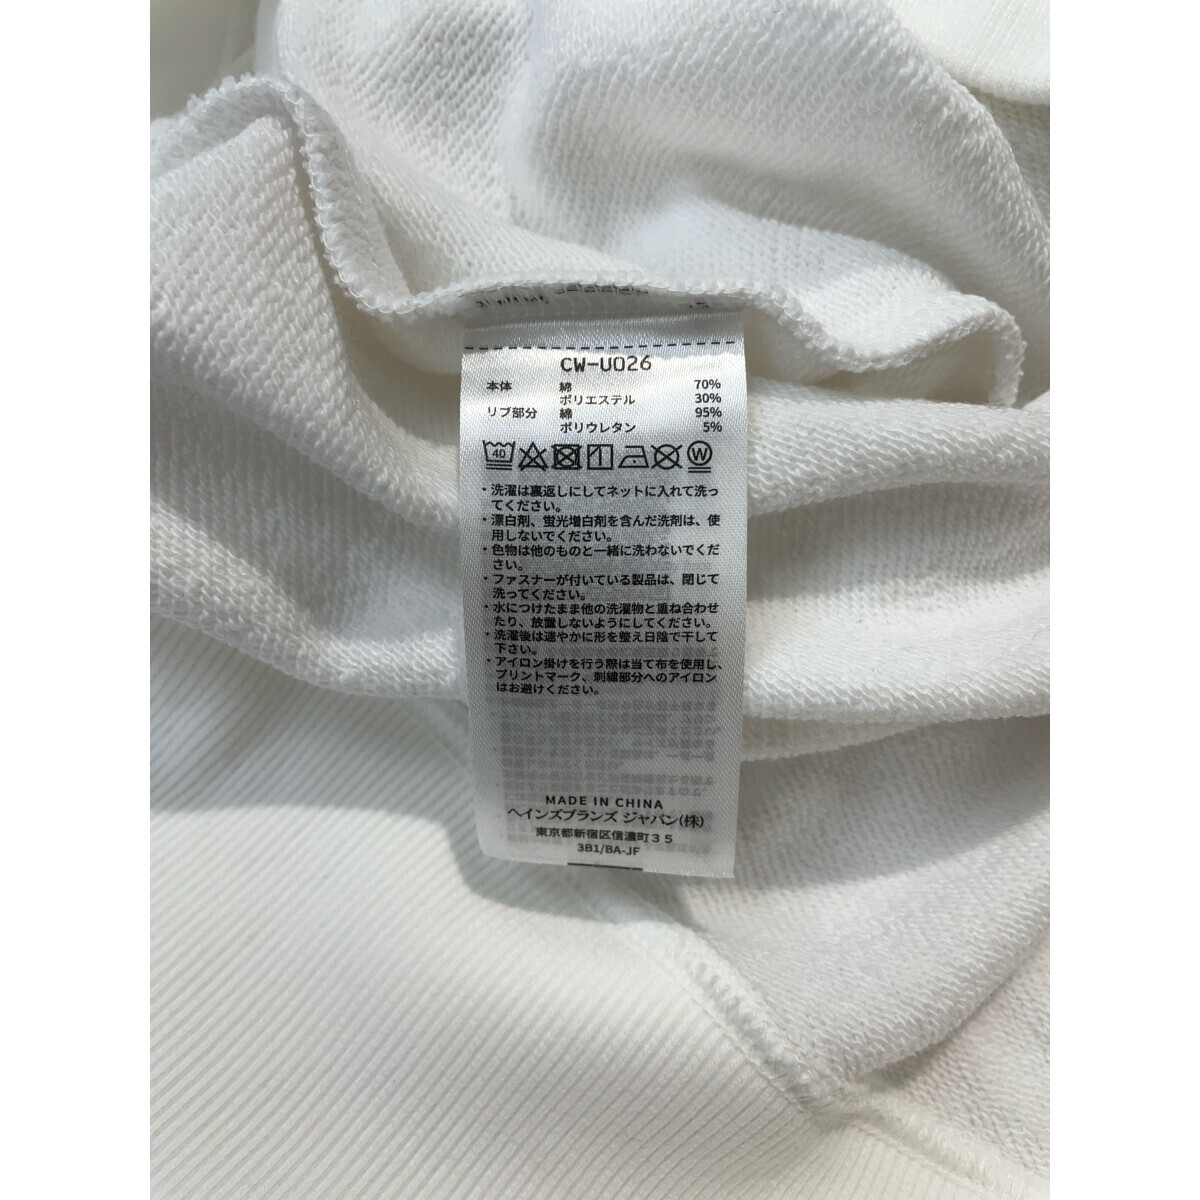 CW-U026
本体 綿 70%
ポリエステル 30%
リブ部分 綿 95%
ポリウレタン 5%
40 W
・洗濯は裏返しにしてネットに入れて洗っ
てください。
・漂白剤、蛍光増白剤を含んだ洗剤は、使
用しないでください。
・色物は他のものと一緒に洗わないでくだ
さい。
・ファスナーが付いている製品は、閉じて
洗ってください。
・水につけたまま他の洗濯物と重ね合わせ
たり、放置しないようにしてください。
・洗濯後は速やかに形を整え日陰で干して
下さい。
・アイロン掛けを行う際は当て布を使用し、
プリントマーク、刺繍部分へのアイロン
はお避けください。
MADE IN CHINA
ヘインズブランズ ジャパン(株)
東京都新宿区信濃町35
3B1/BA-JF